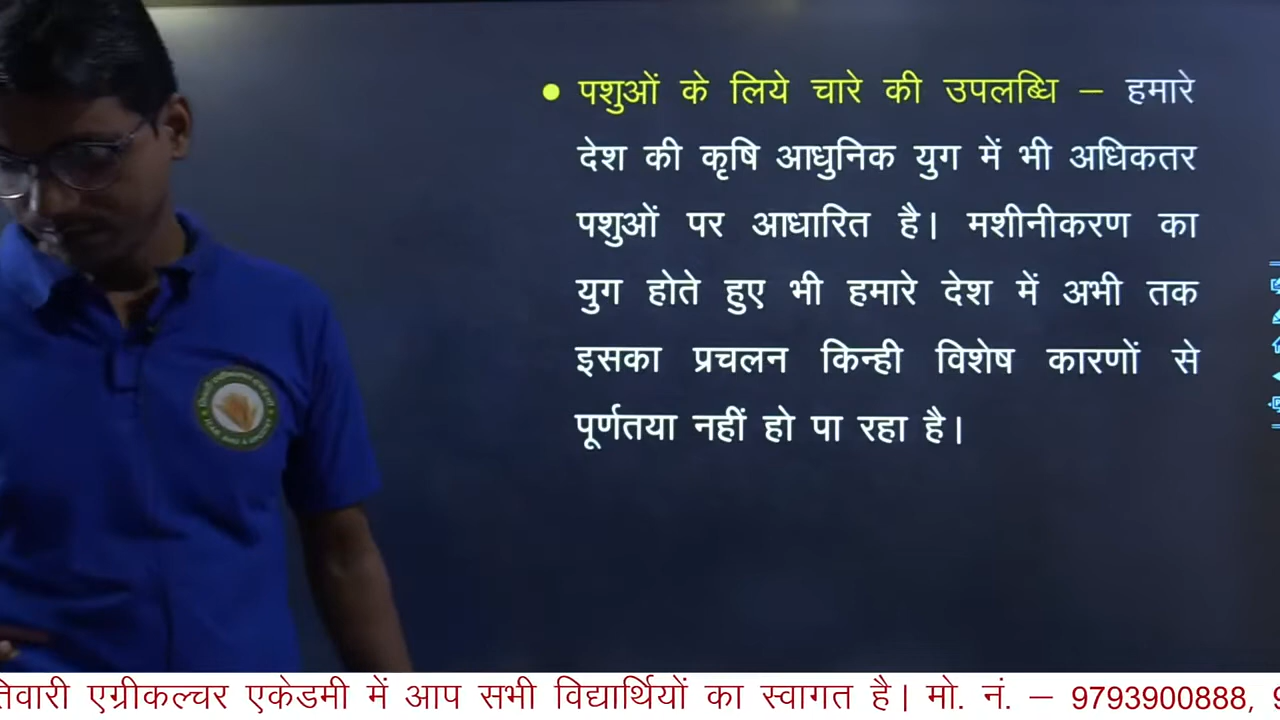 • पशुओं के लिये चारे की उपलब्धि – हमारे
देश की कृषि आधुनिक युग में भी अधिकतर
पशुओं पर आधारित है। मशीनीकरण का
युग होते हुए भी हमारे देश में अभी तक
इसका प्रचलन किन्ही विशेष कारणों से
पूर्णतया नहीं हो पा रहा है।
एग्रीकल्चर एकेडमी में आप सभी विद्यार्थियों का स्वागत है। मो. नं. – 9793900888,